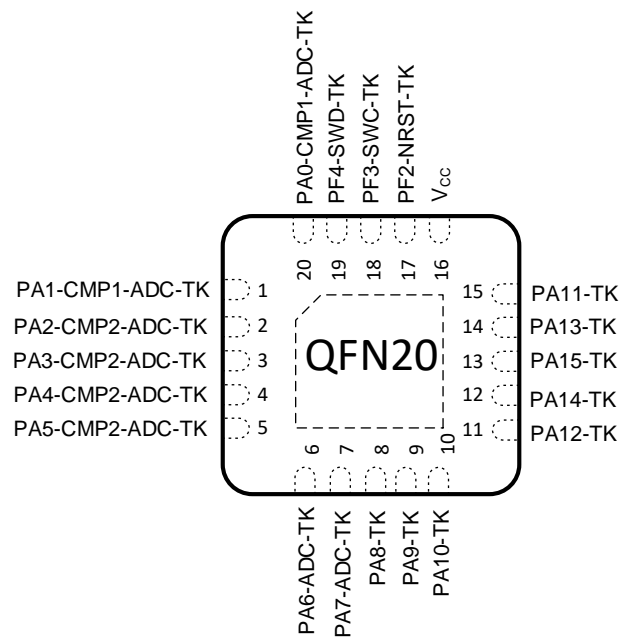 PA0-CMP1-ADC-TK
PF4-SWD-TK
PF3-SWC-TK
PF2-NRST-TK
VCC
20
19
18
17
16
PA1-CMP1-ADC-TK
1
PA2-CMP2-ADC-TK
2
PA3-CMP2-ADC-TK
3
PA4-CMP2-ADC-TK
4
PA5-CMP2-ADC-TK
5
QFN20
15
PA11-TK
14
PA13-TK
13
PA15-TK
12
PA14-TK
11
PA12-TK
6
7
8
9
10
PA6-ADC-TK
PA7-ADC-TK
PA8-TK
PA9-TK
PA10-TK